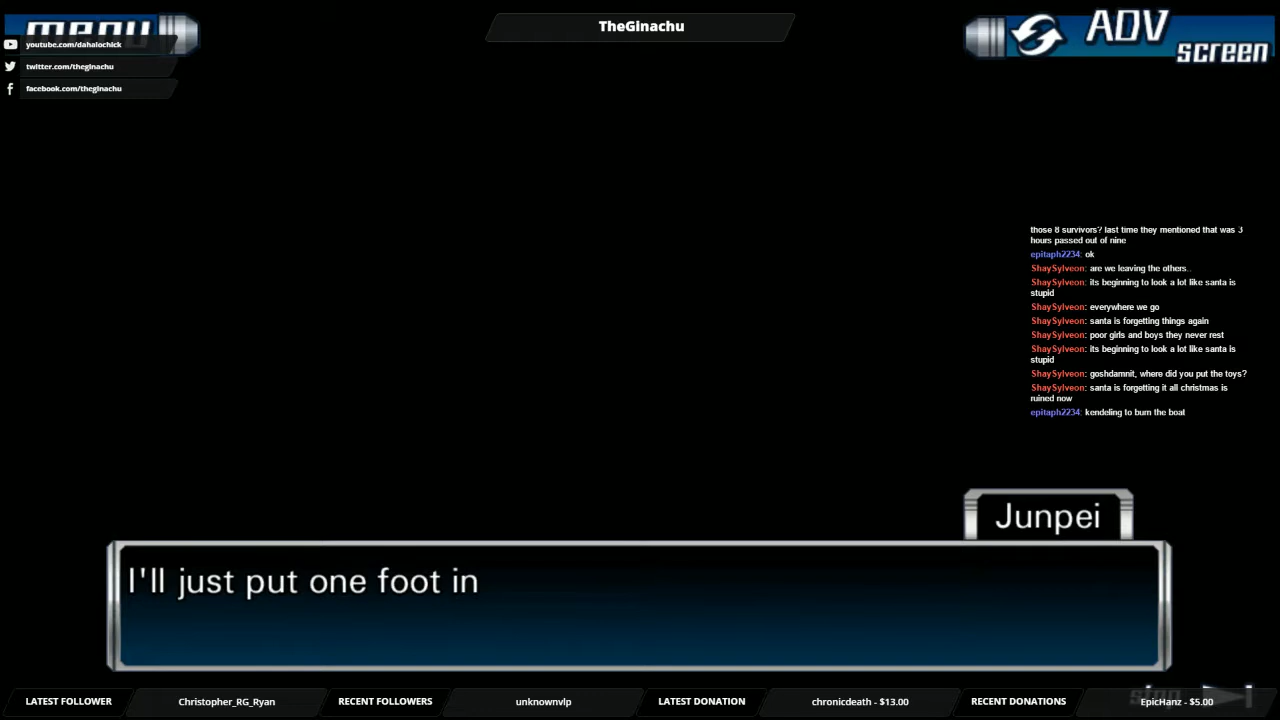 menu
TheGinachu
ADV
screen
youtube.com/dahalochick
twitter.com/theginachu
facebook.com/theginachu
those 8 survivors? last time they mentioned that was 3
hours passed out of nine
epitaph2234: ok
ShaySylveon: are we leaving the others..
ShaySylveon: its beginning to look a lot like santa is
stupid
ShaySylveon: everywhere we go
ShaySylveon: santa is forgetting things again
ShaySylveon: poor girls and boys they never rest
ShaySylveon: its beginning to look a lot like santa is
stupid
ShaySylveon: goshdamnit, where did you put the toys?
ShaySylveon: santa is forgetting it all christmas is
ruined now
epitaph2234: kendeling to burn the boat
Junpei
I'll just put one foot in
LATEST FOLLOWER
Christopher_RG_Ryan
RECENT FOLLOWERS
unknownvlp
LATEST DONATION
chronicdeath - $13.00
RECENT DONATIONS
EpicHanz - $5.00